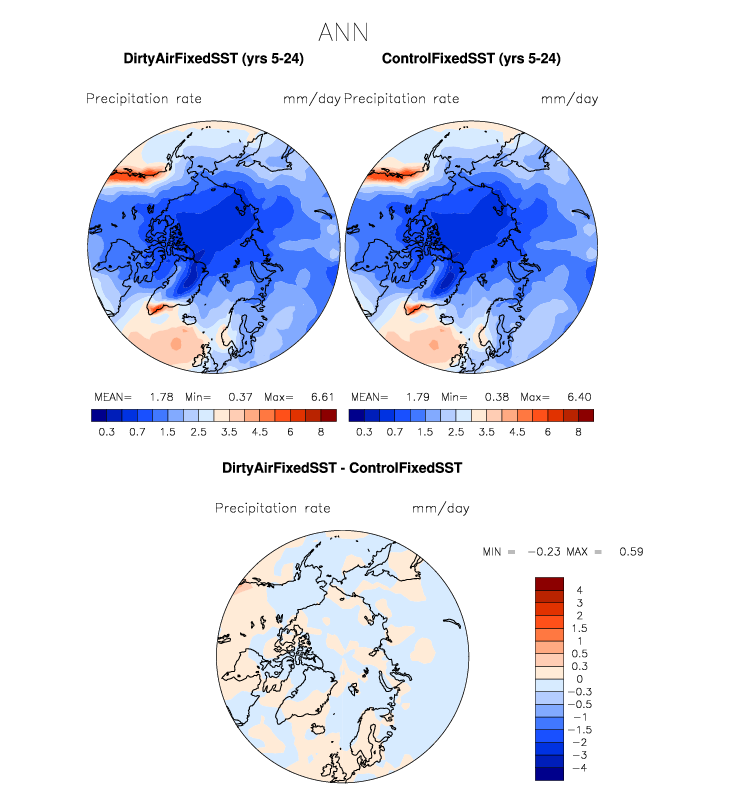 ANN
DirtyAirFixedSST (yrs 5-24) ControlFixedSST (yrs 5-24)
Precipitation rate mm/day Precipitation rate mm/day
MEAN= 1.78 Min= 0.37 Max= 6.61 MEAN= 1.79 Min= 0.38 Max= 6.40
0.3 0.7 1.5 2.5 3.5 4.5 6 8 0.3 0.7 1.5 2.5 3.5 4.5 6 8
DirtyAirFixedSST - ControlFixedSST
Precipitation rate mm/day
MIN = -0.23 MAX = 0.59
4
3
2
1.5
1
0.5
0.3
0
-0.3
-0.5
-1
-1.5
-2
-3
-4